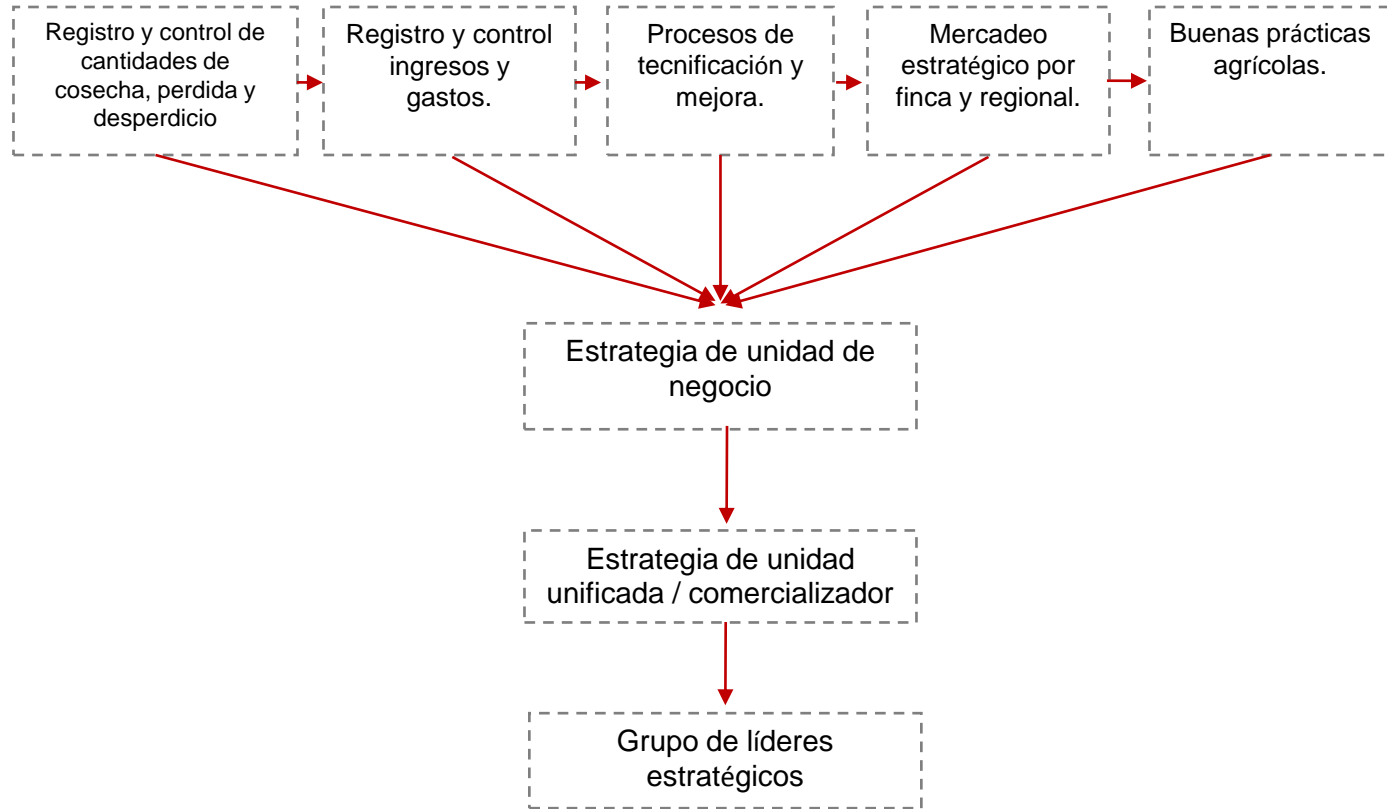 Registro y control de
cantidades de
cosecha, perdida y
desperdicio
Registro y control
ingresos y
gastos.
Procesos de
tecnificación y
mejora.
Mercadeo
estratégico por
finca y regional.
Buenas prácticas
agrícolas.
Estrategia de unidad de
negocio
Estrategia de unidad
unificada / comercializador
Grupo de líderes
estratégicos